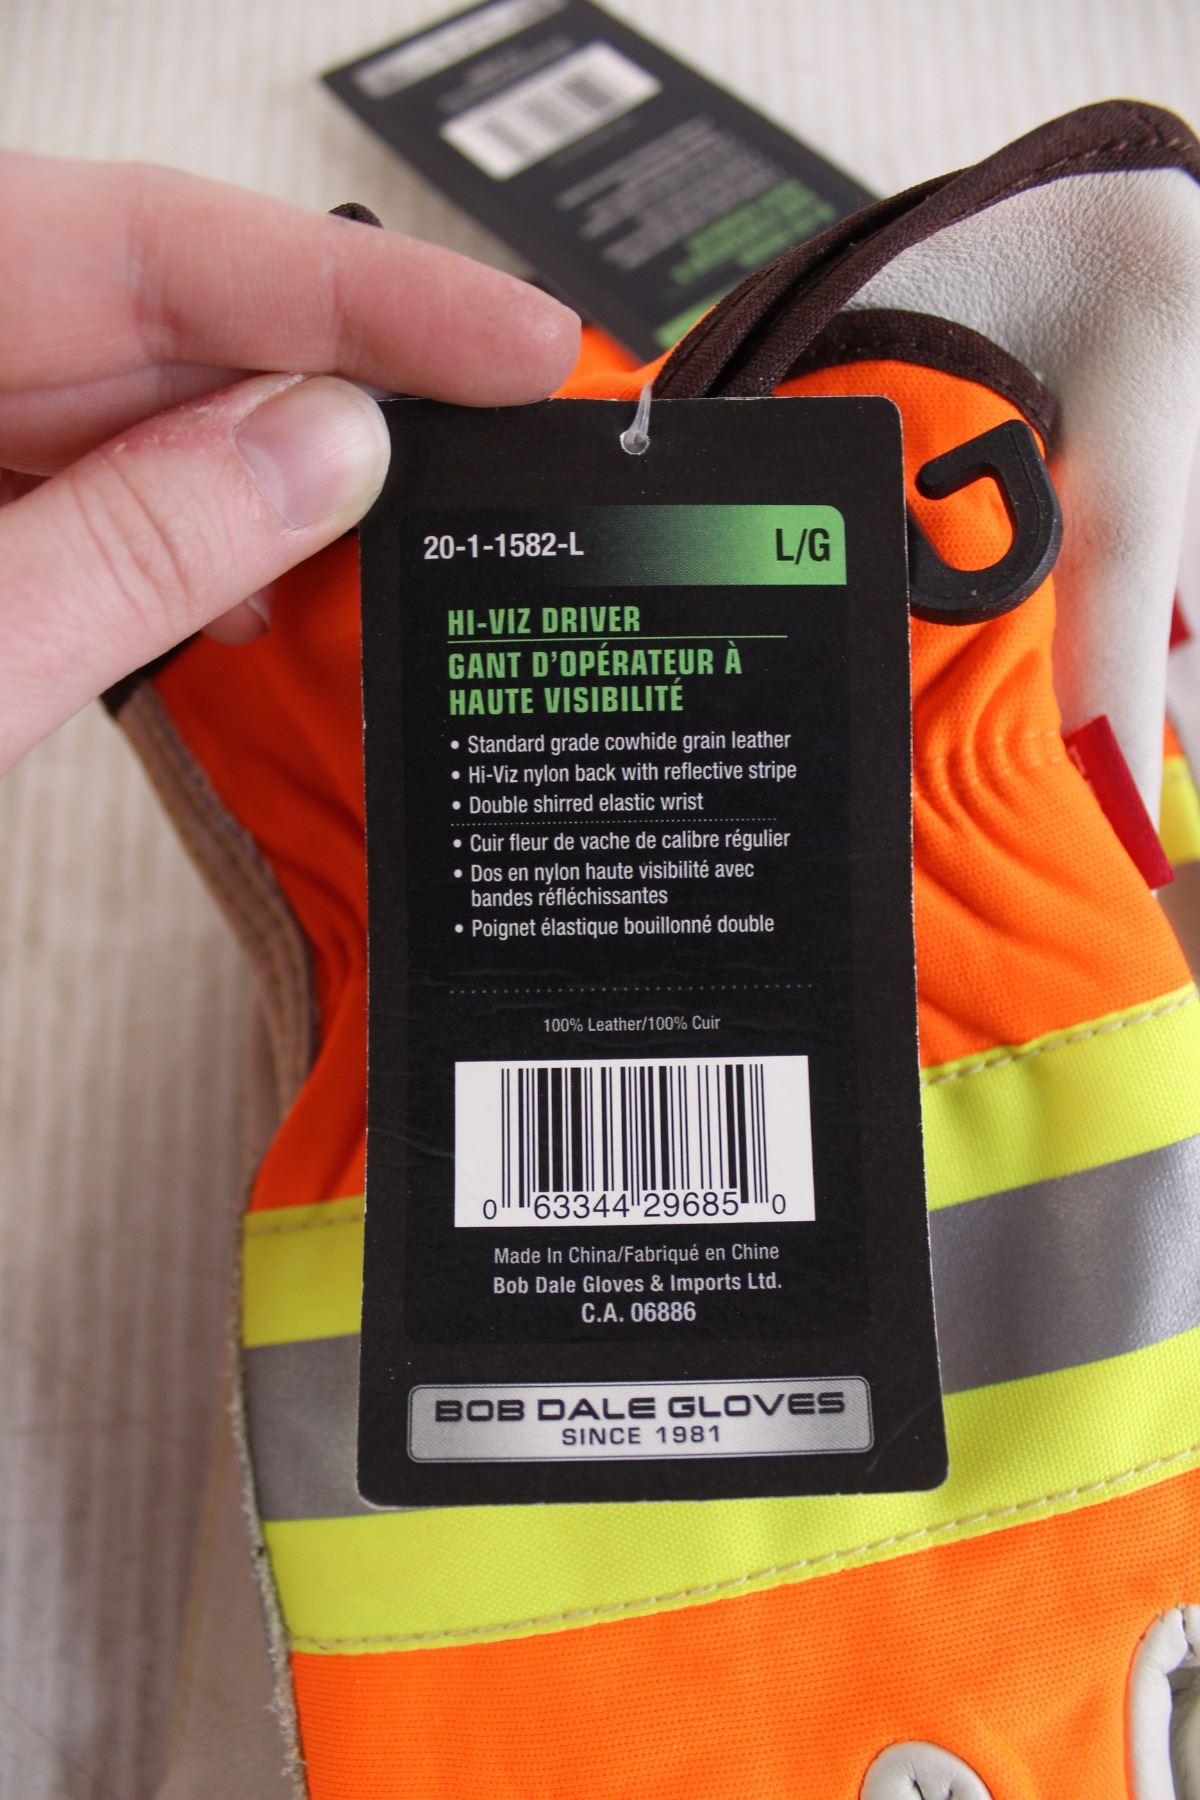 20-1-1582-L L/G
HI-VIZ DRIVER
GANT D'OPÉRATEUR À
HAUTE VISIBILITÉ
• Standard grade cowhide grain leather
• Hi-Viz nylon back with reflective stripe
• Double shirred elastic wrist
• Cuir fleur de vache de calibre régulier
• Dos en nylon haute visibilité avec
bandes réfléchissantes
• Poignet élastique bouillonné double
100% Leather/100% Cuir
0 63344 29685 0
Made In China/Fabriqué en Chine
Bob Dale Gloves & Imports Ltd.
C.A. 06886
BOB DALE GLOVES
SINCE 1981